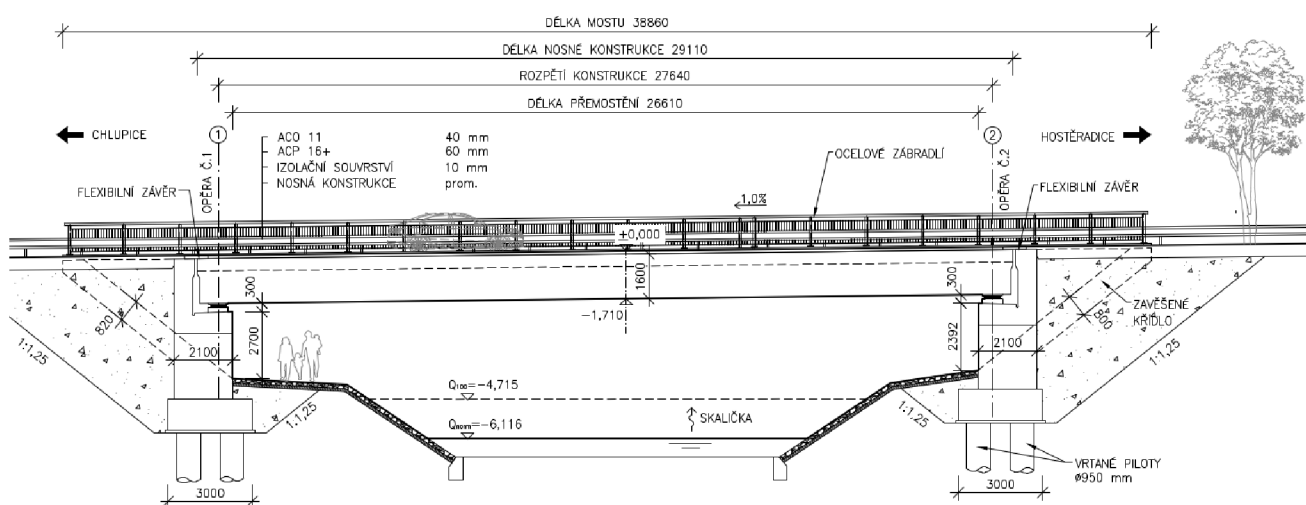 DÉLKA MOSTU 38860
DÉLKA NOSNÉ KONSTRUKCE 29110
ROZPĚTÍ KONSTRUKCE 27640
DÉLKA PŘEMOSTĚNÍ 26610
CHLUPICE
1
OPĚRA Č.1
ACO 11 40 mm
ACP 16+ 60 mm
IZOLAČNÍ SOUVRSTVÍ 10 mm
NOSNÁ KONSTRUKCE prom.
2
OPĚRA Č.2
HOSTĚRADICE
OCELOVÉ ZÁBRADLÍ
FLEXIBILNÍ ZÁVĚR
FLEXIBILNÍ ZÁVĚR
1,0%
±0,000
300
1600
300
-1,710
820
2100
2700
2392
2100
800
ZAVĚŠENÉ
KŘÍDLO
1:1,25
1:1,25
1:1,25
1:1,25
Q100=-4,715
Qnorm=-6,116
SKALIČKA
VRTANÉ PILOTY
ø950 mm
3000
3000